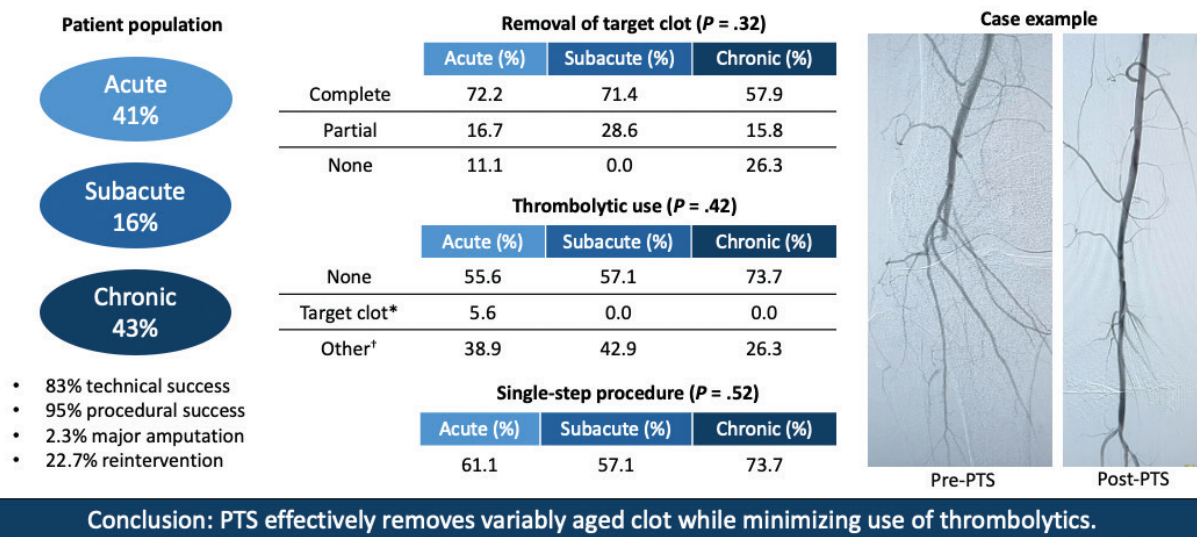 Patient population
Acute
41%
Subacute
16%
Chronic
43%
• 83% technical success
• 95% procedural success
• 2.3% major amputation
• 22.7% reintervention
Removal of target clot (P = .32)
Acute (%) Subacute (%) Chronic (%)
Complete 72.2 71.4 57.9
Partial 16.7 28.6 15.8
None 11.1 0.0 26.3
Thrombolytic use (P = .42)
Acute (%) Subacute (%) Chronic (%)
None 55.6 57.1 73.7
Target clot* 5.6 0.0 0.0
Other† 38.9 42.9 26.3
Single-step procedure (P = .52)
Acute (%) Subacute (%) Chronic (%)
61.1 57.1 73.7
Case example
Pre-PTS Post-PTS
Conclusion: PTS effectively removes variably aged clot while minimizing use of thrombolytics.